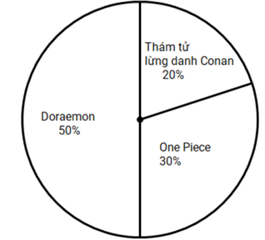 Thám tử
lừng danh Conan
20%
Doraemon
50%
One Piece
30%